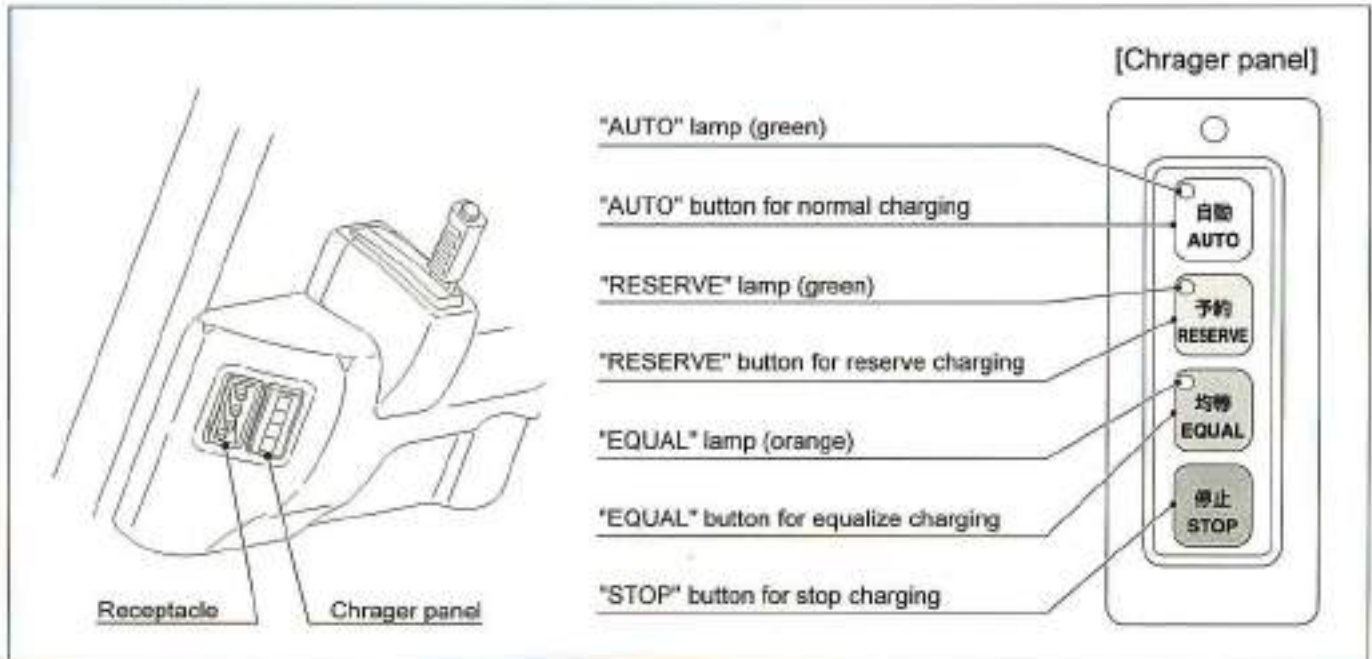 [Chrager panel]
"AUTO" lamp (green)
"AUTO" button for normal charging
"RESERVE" lamp (green)
"RESERVE" button for reserve charging
"EQUAL" lamp (orange)
"EQUAL" button for equalize charging
"STOP" button for stop charging
自動
AUTO
予約
RESERVE
均等
EQUAL
停止
STOP
Receptacle
Chrager panel